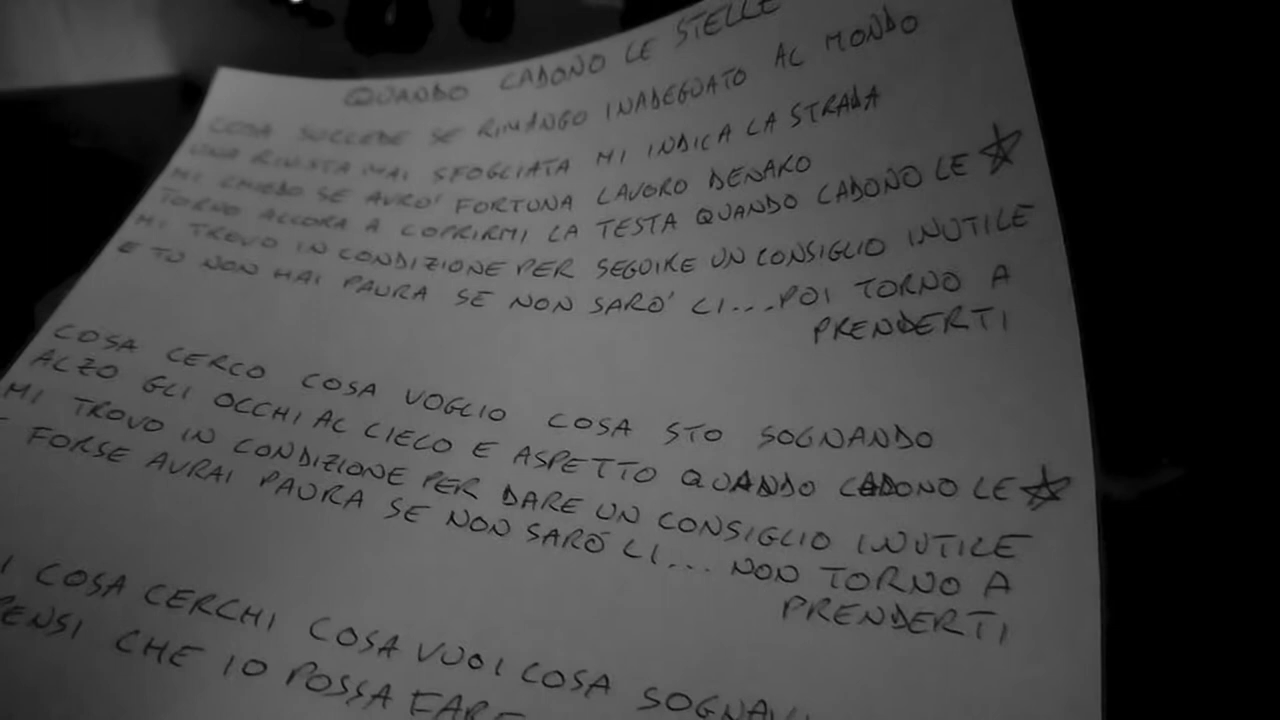 QUANDO CADONO LE STELLE
COSA SUCCEDE SE RIMANGO INADEGUATO AL MONDO
UNA RIVISTA MAI SFOGLIATA MI INDICA LA STRADA
MI CHIEDO SE AVRO' FORTUNA LAVORO DENARO
TORNO ALLORA A COPRIRMI LA TESTA QUANDO CADONO LE ☆
MI TROVO IN CONDIZIONE PER SEGUIRE UN CONSIGLIO INUTILE
E TU NON HAI PAURA SE NON SARO' LI...POI TORNO A
PRENDERTI
COSA CERCO COSA VOGLIO COSA STO SOGNANDO
ALZO GLI OCCHI AL CIELO E ASPETTO QUANDO CADONO LE ☆
MI TROVO IN CONDIZIONE PER DARE UN CONSIGLIO INUTILE
E FORSE AVRAI PAURA SE NON SARÓ LI... NON TORNO A
PRENDERTI
COSA CERCHI COSA VUOI COSA
PENSI CHE IO POSSA FARE